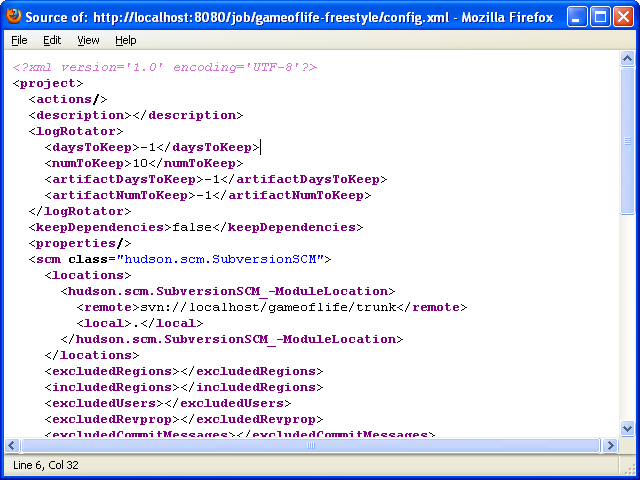 Source of: http://localhost:8080/job/gameoflife-freestyle/config.xml - Mozilla Firefox
File Edit View Help
<?xml version='1.0' encoding='UTF-8'?>
<project>
  <actions/>
  <description></description>
  <logRotator>
    <daysToKeep>-1</daysToKeep>
    <numToKeep>10</numToKeep>
    <artifactDaysToKeep>-1</artifactDaysToKeep>
    <artifactNumToKeep>-1</artifactNumToKeep>
  </logRotator>
  <keepDependencies>false</keepDependencies>
  <properties/>
  <scm class="hudson.scm.SubversionSCM">
    <locations>
      <hudson.scm.SubversionSCM_-ModuleLocation>
        <remote>svn://localhost/gameoflife/trunk</remote>
        <local>.</local>
      </hudson.scm.SubversionSCM_-ModuleLocation>
    </locations>
    <excludedRegions></excludedRegions>
    <includedRegions></includedRegions>
    <excludedUsers></excludedUsers>
    <excludedRevprop></excludedRevprop>
    <excludedCommitMessages></excludedCommitMessages>
Line 6, Col 32